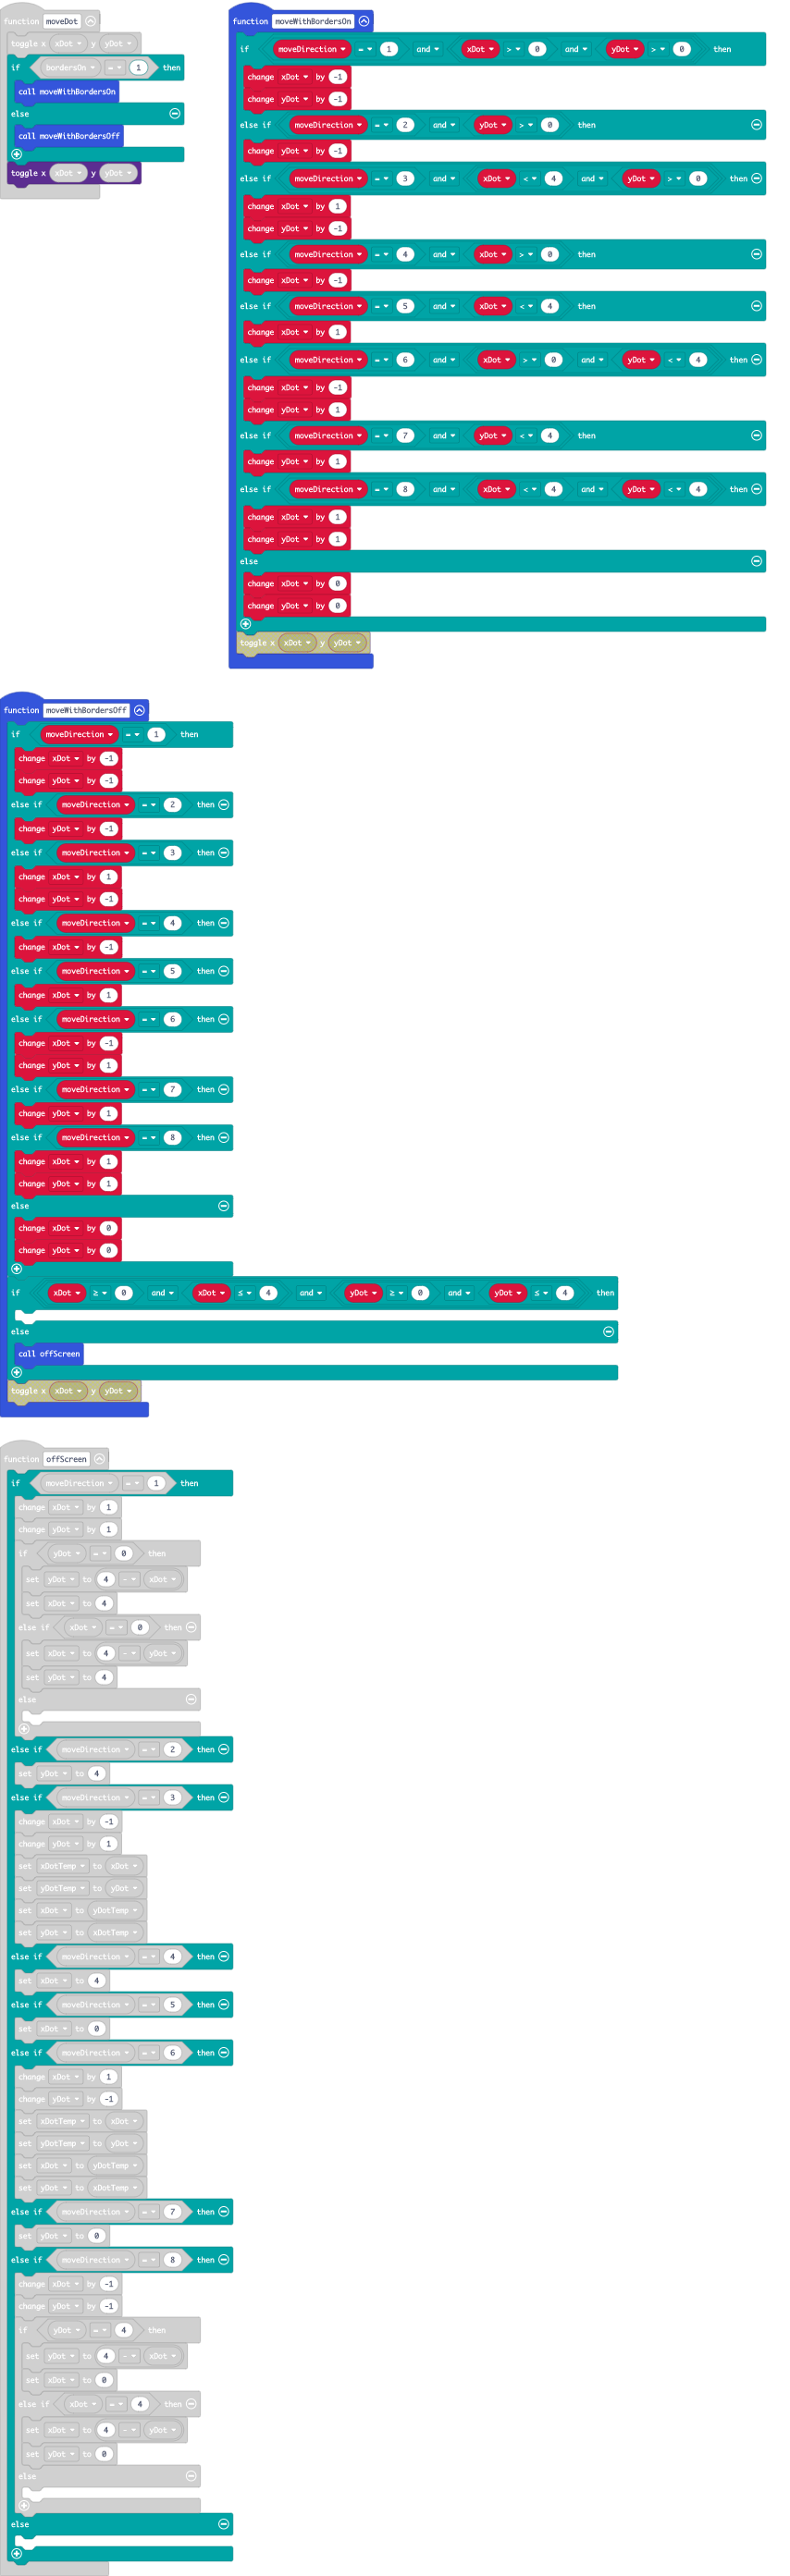 function moveDot
toggle x xDot y yDot
if bordersOn = 1 then
call moveWithBordersOn
else
call moveWithBordersOff
toggle x xDot y yDot
function moveWithBordersOn
if moveDirection = 1 and xDot > 0 and yDot > 0 then
change xDot by -1
change yDot by -1
else if moveDirection = 2 and yDot > 0 then
change yDot by -1
else if moveDirection = 3 and xDot < 4 and yDot > 0 then
change xDot by 1
change yDot by -1
else if moveDirection = 4 and xDot > 0 then
change xDot by -1
else if moveDirection = 5 and xDot < 4 then
change xDot by 1
else if moveDirection = 6 and xDot > 0 and yDot < 4 then
change xDot by -1
change yDot by 1
else if moveDirection = 7 and yDot < 4 then
change yDot by 1
else if moveDirection = 8 and xDot < 4 and yDot < 4 then
change xDot by 1
change yDot by 1
else
change xDot by 0
change yDot by 0
toggle x xDot y yDot
function moveWithBordersOff
if moveDirection = 1 then
change xDot by -1
change yDot by -1
else if moveDirection = 2 then
change yDot by -1
else if moveDirection = 3 then
change xDot by 1
change yDot by -1
else if moveDirection = 4 then
change xDot by -1
else if moveDirection = 5 then
change xDot by 1
else if moveDirection = 6 then
change xDot by -1
change yDot by 1
else if moveDirection = 7 then
change yDot by 1
else if moveDirection = 8 then
change xDot by 1
change yDot by 1
else
change xDot by 0
change yDot by 0
if xDot ≥ 0 and xDot ≤ 4 and yDot ≥ 0 and yDot ≤ 4 then
else
call offScreen
toggle x xDot y yDot
function offScreen
if moveDirection = 1 then
change xDot by 1
change yDot by 1
if yDot = 0 then
set yDot to 4 - xDot
set xDot to 4
else if xDot = 0 then
set xDot to 4 - yDot
set yDot to 4
else
else if moveDirection = 2 then
set yDot to 4
else if moveDirection = 3 then
change xDot by -1
change yDot by 1
set xDotTemp to xDot
set yDotTemp to yDot
set xDot to yDotTemp
set yDot to xDotTemp
else if moveDirection = 4 then
set xDot to 4
else if moveDirection = 5 then
set xDot to 0
else if moveDirection = 6 then
change xDot by 1
change yDot by -1
set xDotTemp to xDot
set yDotTemp to yDot
set xDot to yDotTemp
set yDot to xDotTemp
else if moveDirection = 7 then
set yDot to 0
else if moveDirection = 8 then
change xDot by -1
change yDot by -1
if yDot = 4 then
set yDot to 4 - xDot
set xDot to 0
else if xDot = 4 then
set xDot to 4 - yDot
set yDot to 0
else
else